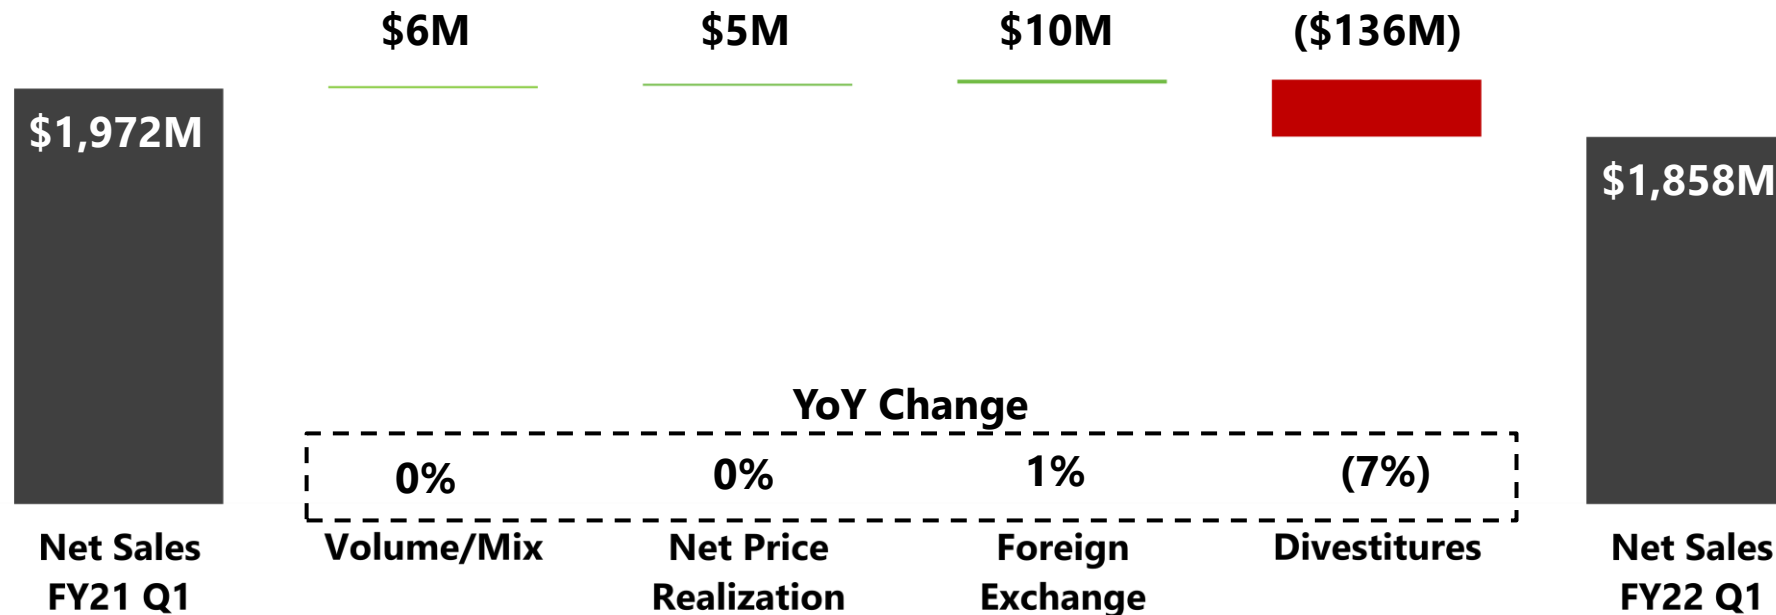 $6M
$5M
$10M
($136M)
$1,972M
$1,858M
YoY Change
0%
0%
1%
(7%)
Net Sales
FY21 Q1
Volume/Mix
Net Price
Realization
Foreign
Exchange
Divestitures
Net Sales
FY22 Q1